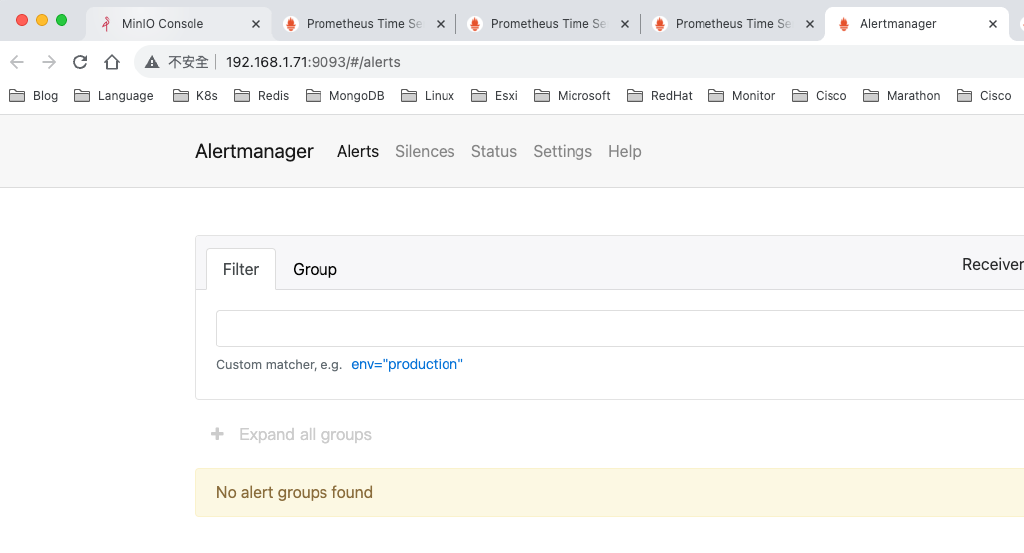 MinIO Console
Prometheus Time Se
Prometheus Time Se
Prometheus Time Se
Alertmanager
不安全 192.168.1.71:9093/#/alerts
Blog Language K8s Redis MongoDB Linux Esxi Microsoft RedHat Monitor Cisco Marathon Cisco
Alertmanager Alerts Silences Status Settings Help
Filter Group Receiver
Custom matcher, e.g. env="production"
+ Expand all groups
No alert groups found